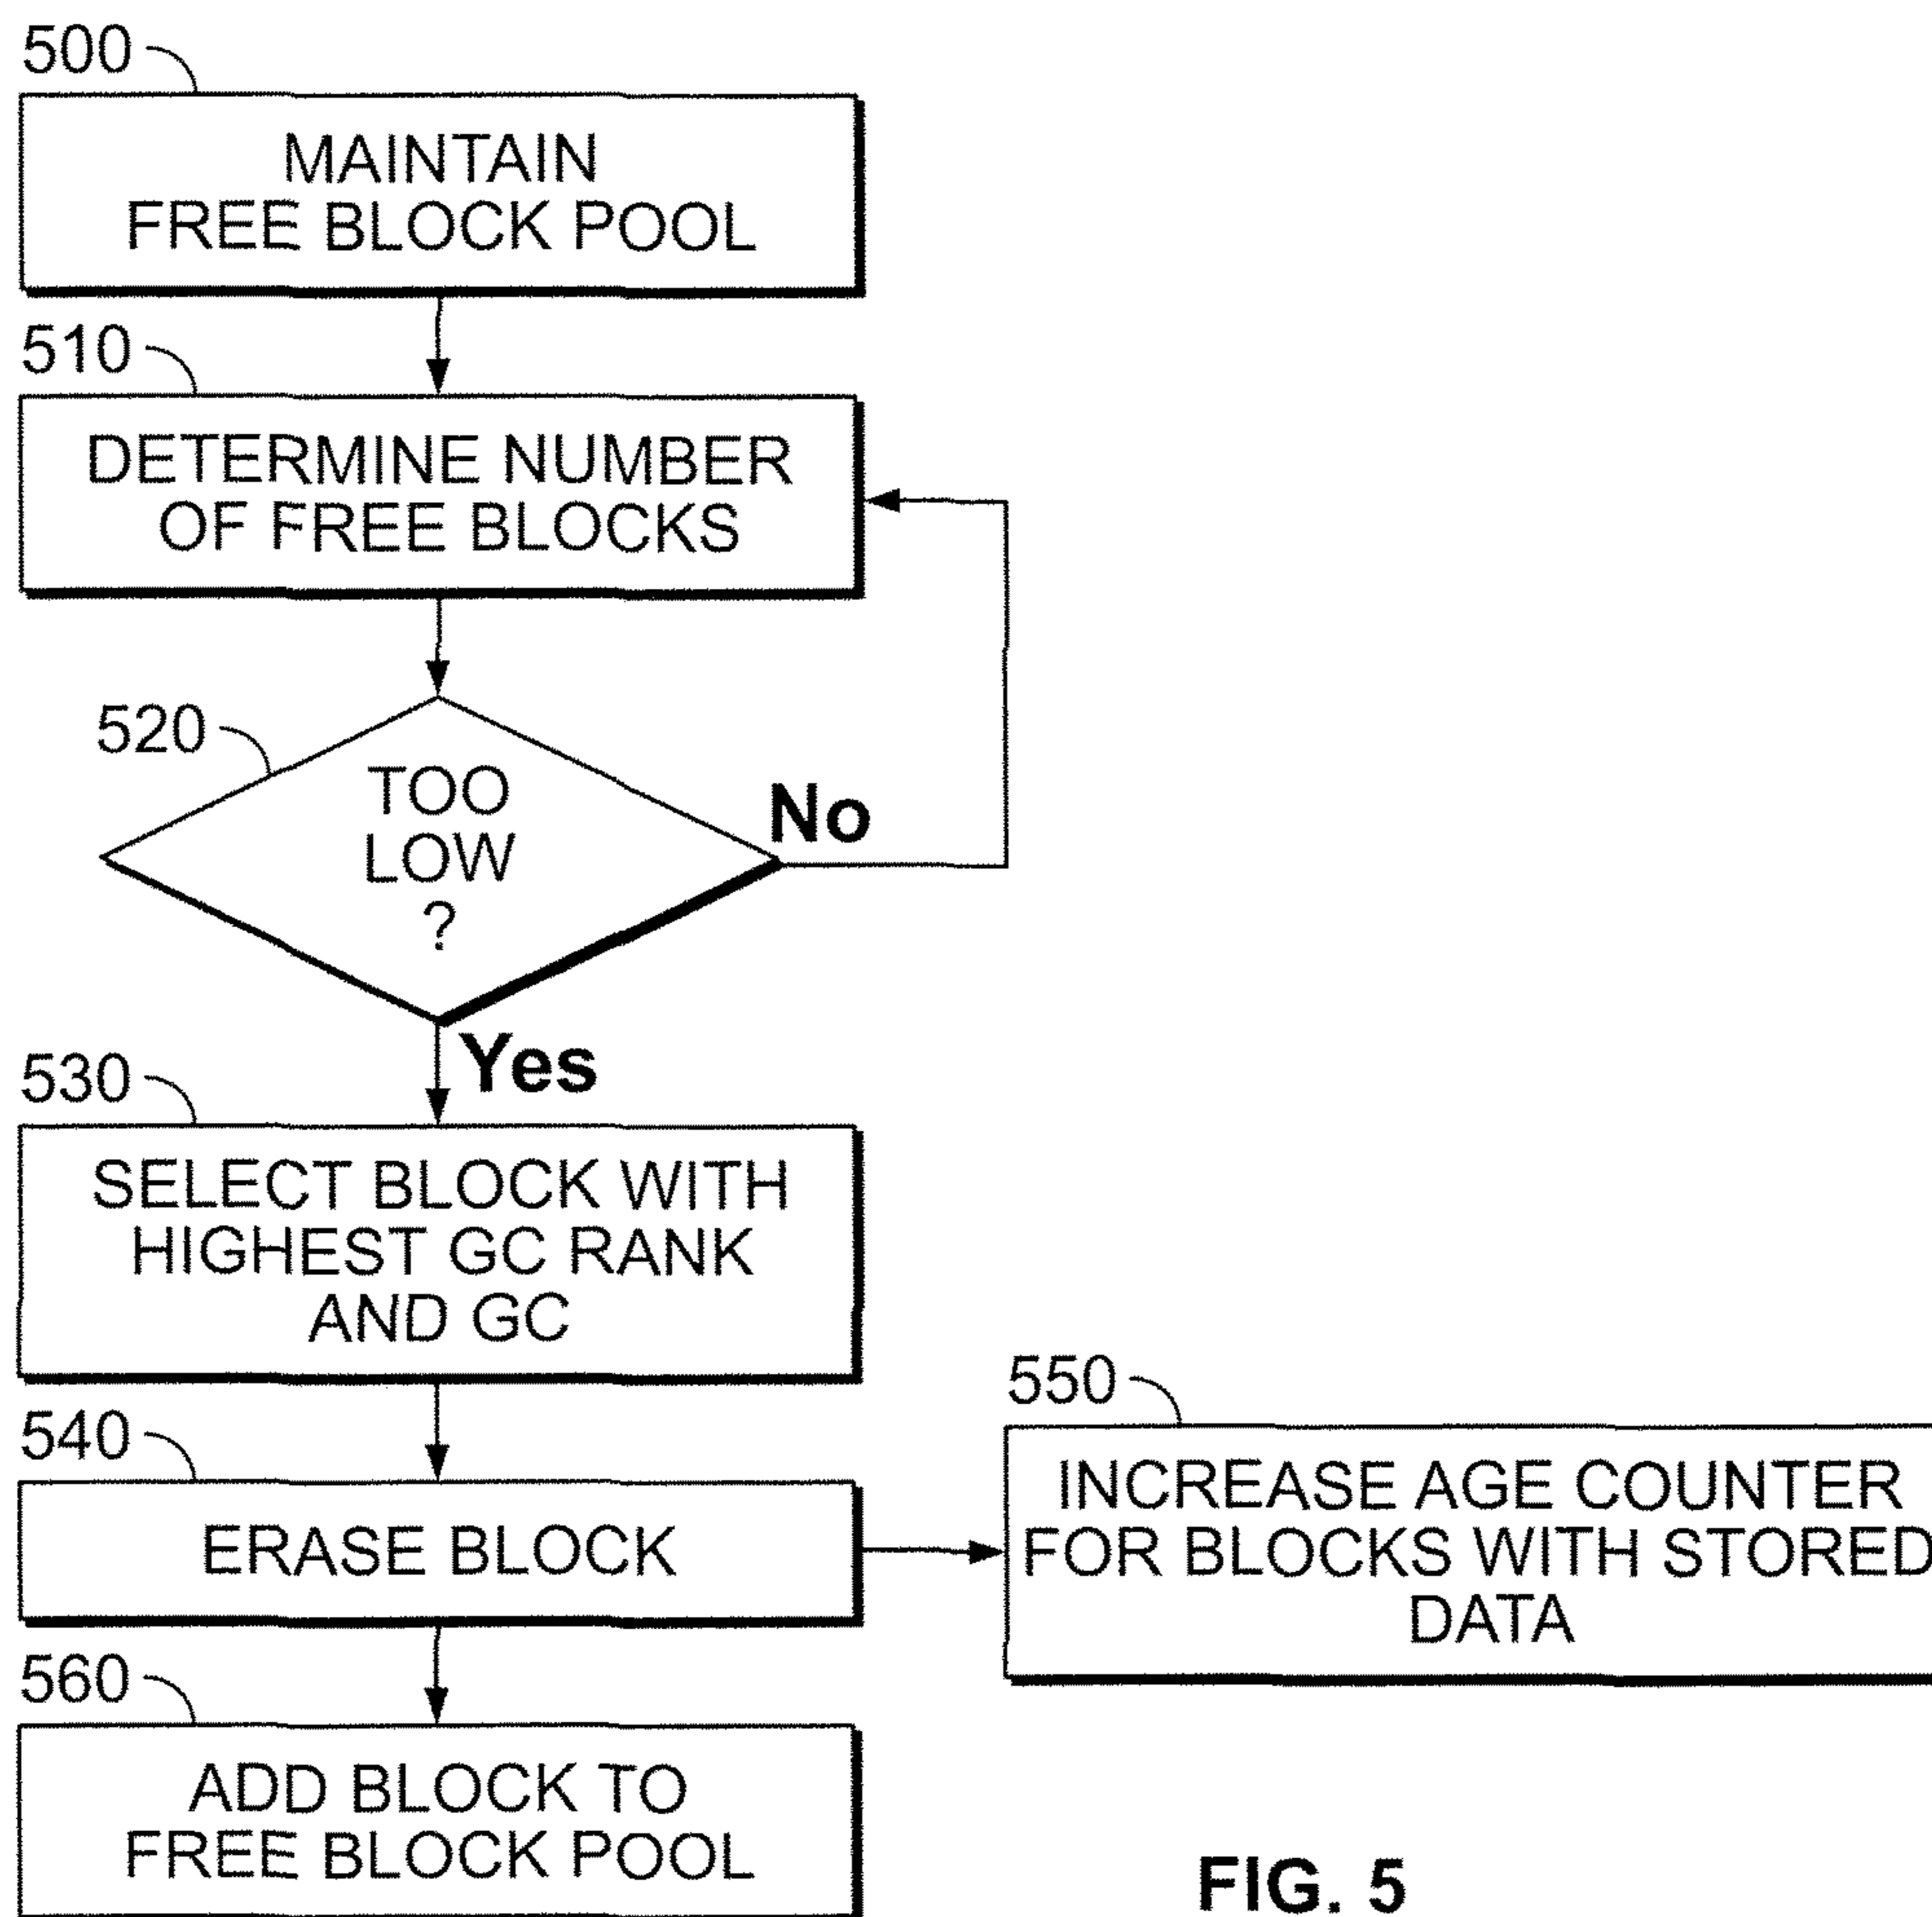 500
MAINTAIN
FREE BLOCK POOL
510
DETERMINE NUMBER
OF FREE BLOCKS
520
TOO
LOW
?
No
Yes
530
SELECT BLOCK WITH
HIGHEST GC RANK
AND GC
540
ERASE BLOCK
550
INCREASE AGE COUNTER
FOR BLOCKS WITH STORED
DATA
560
ADD BLOCK TO
FREE BLOCK POOL
FIG. 5